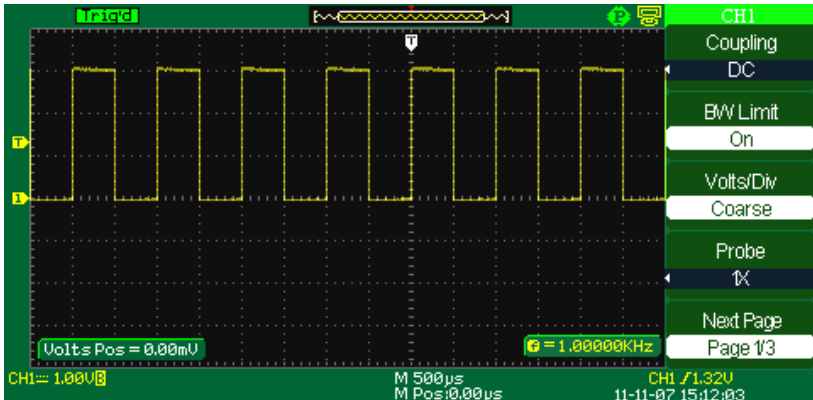 Trig'd
P
CH1
T
Coupling
DC
BW Limit
On
T
Volts/Div
Coarse
1
Probe
1X
Next Page
Page 1/3
Volts Pos = 0.00mV
f = 1.00000KHz
CH1 1.00V B
M 500µs
CH1 /1.32V
M Pos:0.00µs
11-11-07 15:12:03